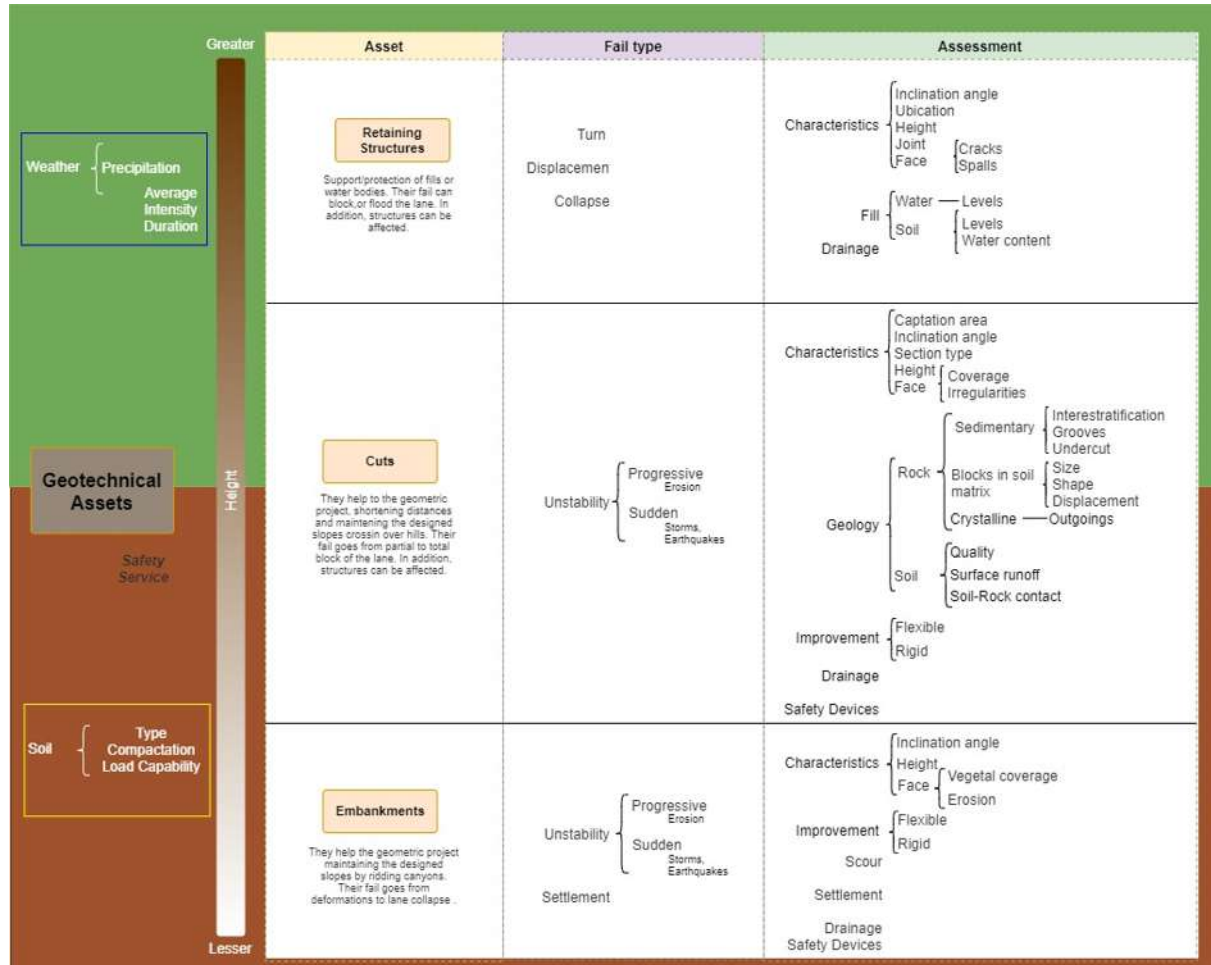 Greater
Height
Lesser
Weather
Precipitation
Average
Intensity
Duration
Geotechnical
Assets
Safety
Service
Soil
Type
Compactation
Load Capability
Asset
Fail type
Assessment
Retaining
Structures
Support/protection of fills or
water bodies. Their fail can
block,or flood the lane. In
addition, structures can be
affected.
Turn
Displacemen
Collapse
Characteristics
Inclination angle
Ubication
Height
Joint
Face
Cracks
Spalls
Fill
Water
Levels
Soil
Levels
Water content
Drainage
Cuts
They help to the geometric
project, shortening distances
and maintening the designed
slopes crossin over hills. Their
fail goes from partial to total
block of the lane. In addition,
structures can be affected.
Unstability
Progressive
Erosion
Sudden
Storms,
Earthquakes
Characteristics
Captation area
Inclination angle
Section type
Height
Face
Coverage
Irregularities
Geology
Rock
Sedimentary
Interestratification
Grooves
Undercut
Blocks in soil
matrix
Size
Shape
Displacement
Crystalline
Outgoings
Soil
Quality
Surface runoff
Soil-Rock contact
Improvement
Flexible
Rigid
Drainage
Safety Devices
Embankments
They help the geometric project
maintaining the designed
slopes by ridding canyons.
Their fail goes from
deformations to lane collapse .
Unstability
Progressive
Erosion
Sudden
Storms,
Earthquakes
Settlement
Characteristics
Inclination angle
Height
Face
Vegetal coverage
Erosion
Improvement
Flexible
Rigid
Scour
Settlement
Drainage
Safety Devices